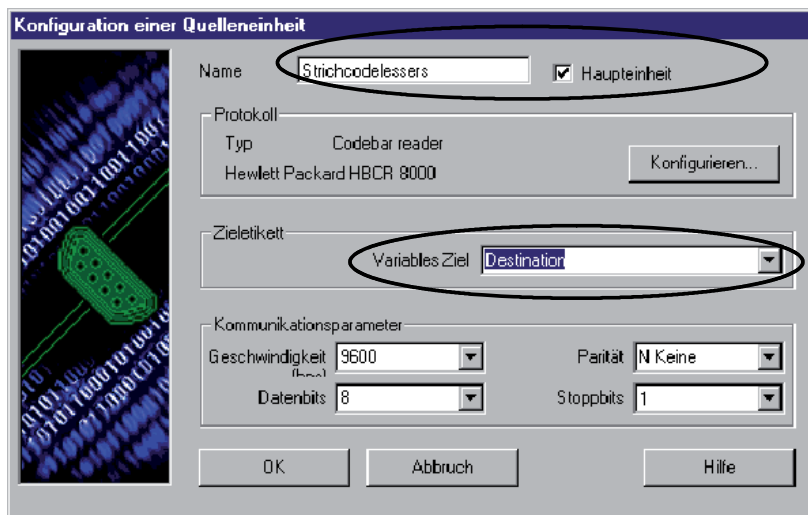 Konfiguration einer Quelleneinheit
Name Strichcodelessers Haupteinheit
Protokoll
Typ Codebar reader
Hewlett Packard HBCR 8000
Konfigurieren...
Zieletikett
Variables Ziel Destination
Kommunikationsparameter
Geschwindigkeit 9600 Parität N Keine
Datenbits 8 Stoppbits 1
OK Abbruch Hilfe